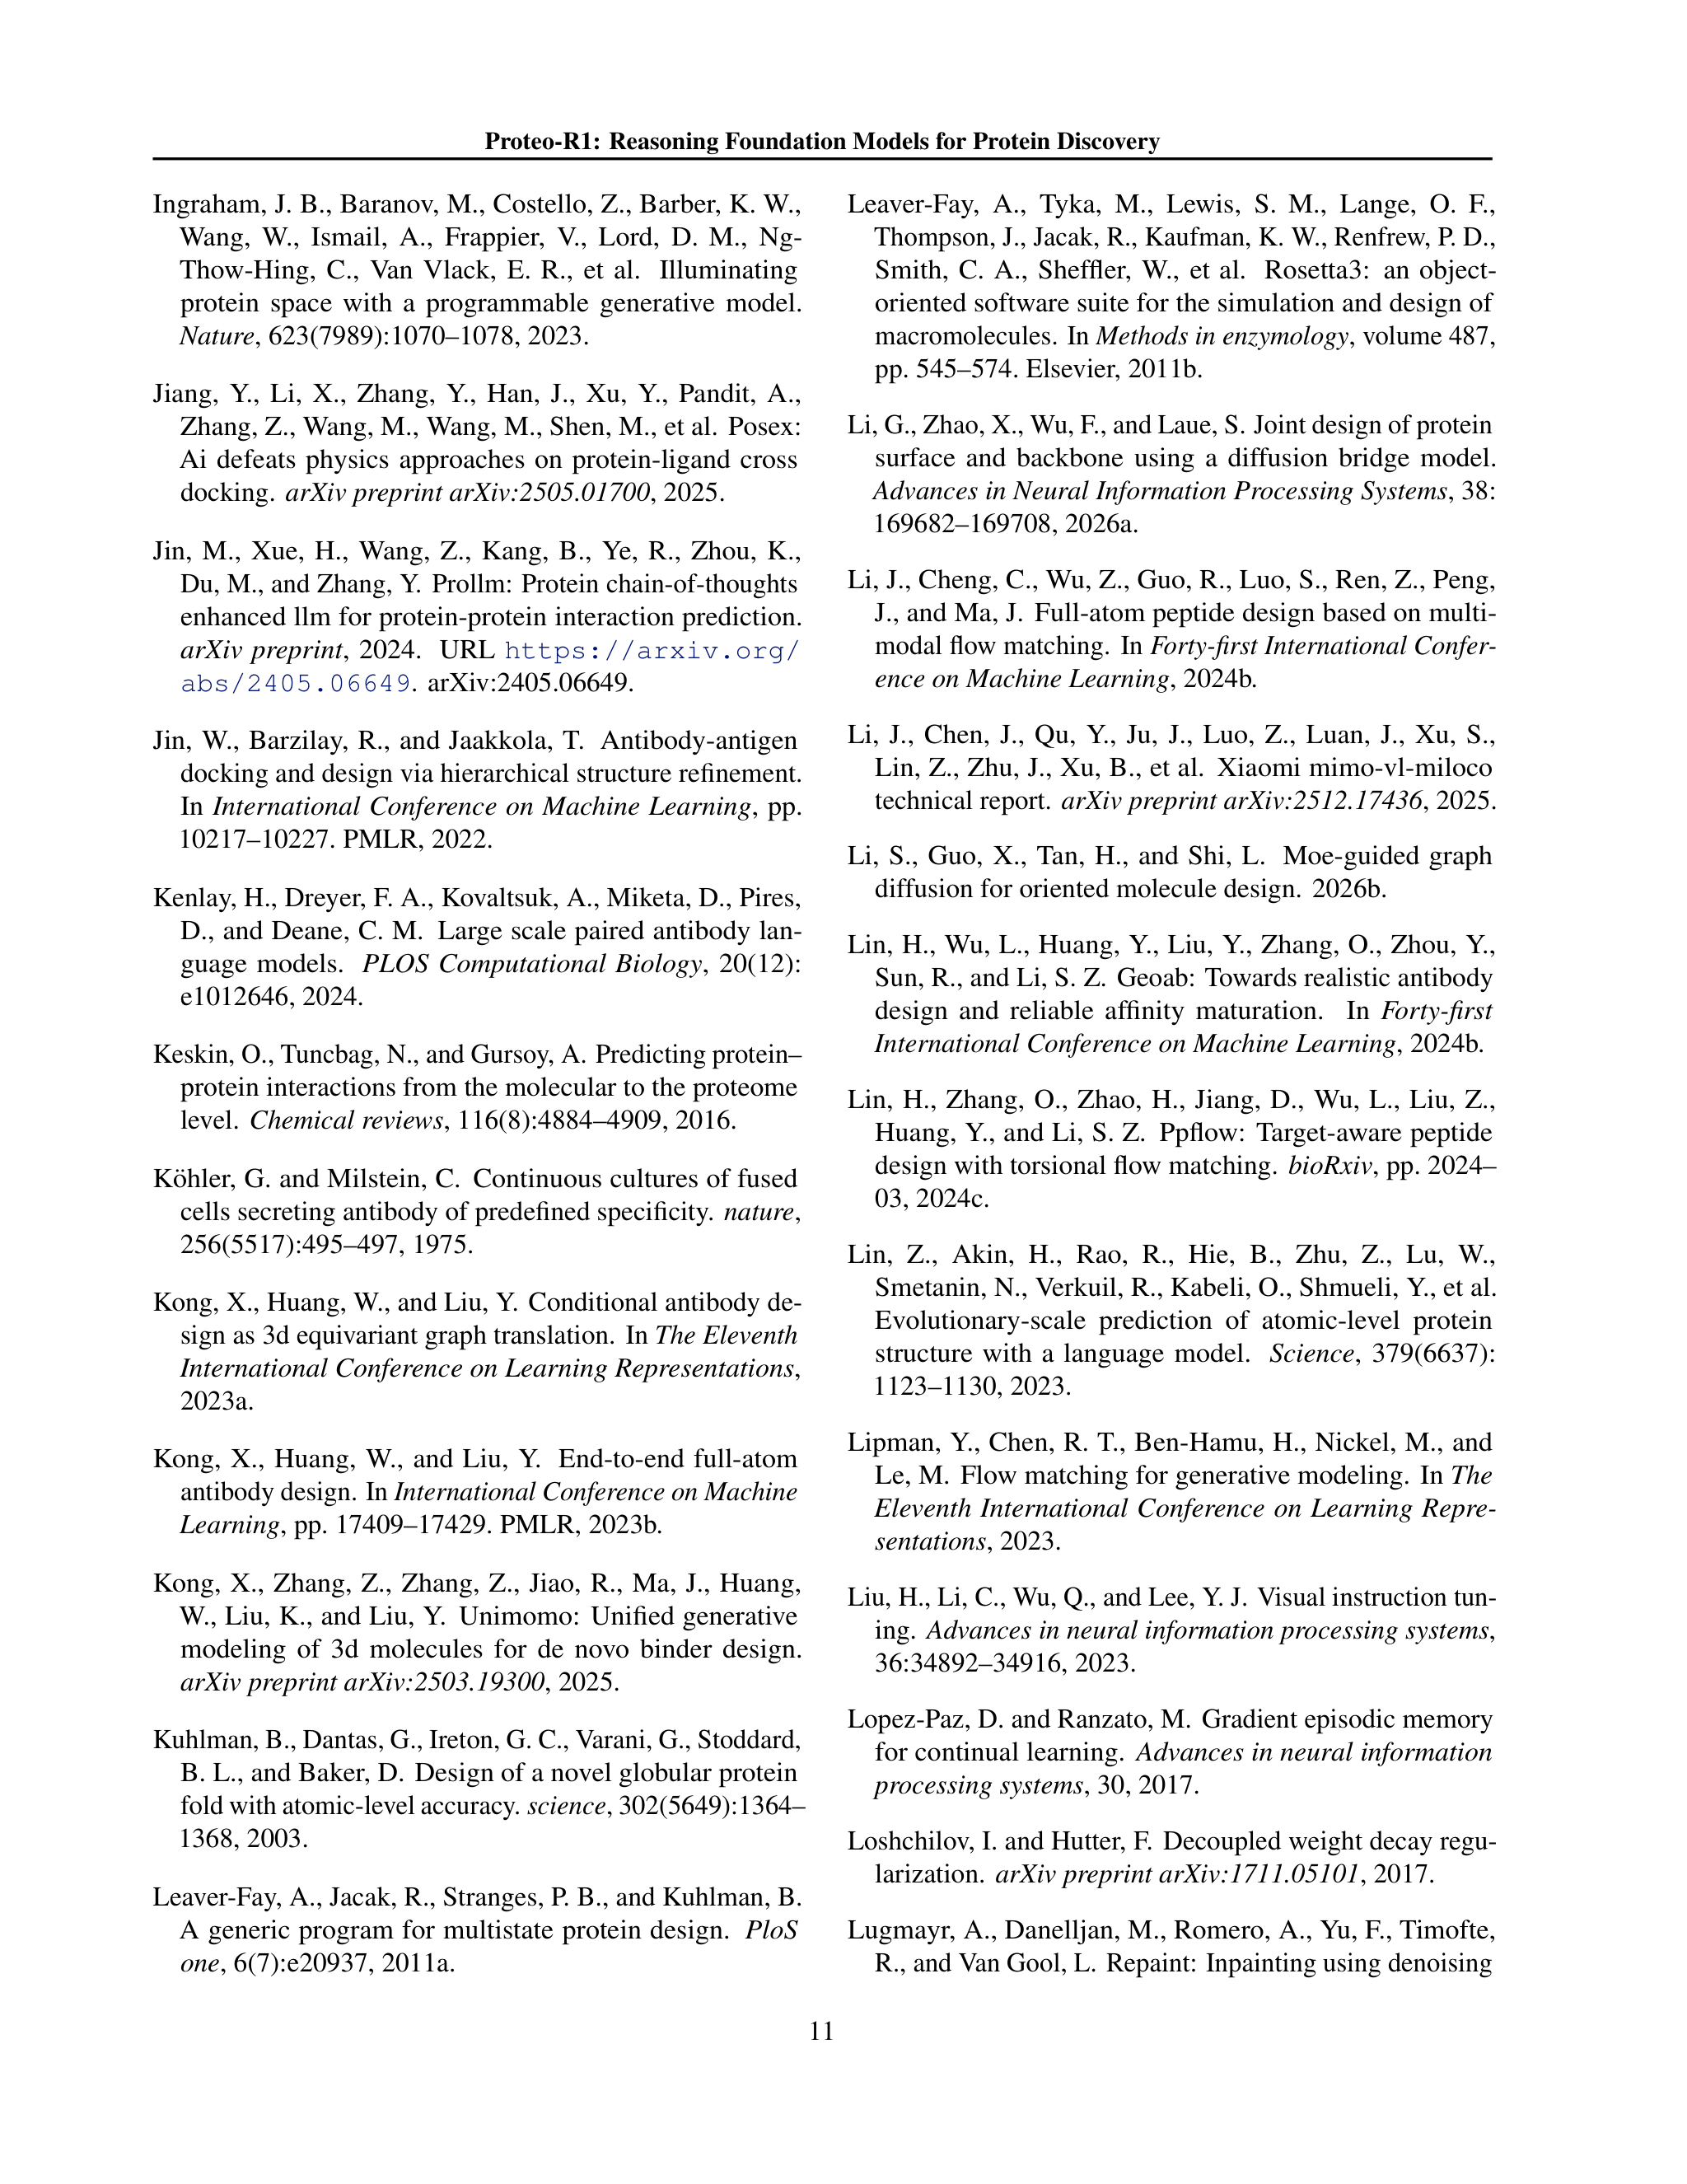 Proteo-R1: Reasoning Foundation Models for Protein Discovery
Ingraham, J. B., Baranov, M., Costello, Z., Barber, K. W.,
Wang, W., Ismail, A., Frappier, V., Lord, D. M., Ng-
Thow-Hing, C., Van Vlack, E. R., et al. Illuminating
protein space with a programmable generative model.
Nature, 623(7989):1070–1078, 2023.
Jiang, Y., Li, X., Zhang, Y., Han, J., Xu, Y., Pandit, A.,
Zhang, Z., Wang, M., Wang, M., Shen, M., et al. Posex:
Ai defeats physics approaches on protein-ligand cross
docking. arXiv preprint arXiv:2505.01700, 2025.
Jin, M., Xue, H., Wang, Z., Kang, B., Ye, R., Zhou, K.,
Du, M., and Zhang, Y. Prollm: Protein chain-of-thoughts
enhanced llm for protein-protein interaction prediction.
arXiv preprint, 2024. URL https://arxiv.org/
abs/2405.06649. arXiv:2405.06649.
Jin, W., Barzilay, R., and Jaakkola, T. Antibody-antigen
docking and design via hierarchical structure refinement.
In International Conference on Machine Learning, pp.
10217–10227. PMLR, 2022.
Kenlay, H., Dreyer, F. A., Kovaltsuk, A., Miketa, D., Pires,
D., and Deane, C. M. Large scale paired antibody lan-
guage models. PLOS Computational Biology, 20(12):
e1012646, 2024.
Keskin, O., Tuncbag, N., and Gursoy, A. Predicting protein–
protein interactions from the molecular to the proteome
level. Chemical reviews, 116(8):4884–4909, 2016.
Köhler, G. and Milstein, C. Continuous cultures of fused
cells secreting antibody of predefined specificity. nature,
256(5517):495–497, 1975.
Kong, X., Huang, W., and Liu, Y. Conditional antibody de-
sign as 3d equivariant graph translation. In The Eleventh
International Conference on Learning Representations,
2023a.
Kong, X., Huang, W., and Liu, Y. End-to-end full-atom
antibody design. In International Conference on Machine
Learning, pp. 17409–17429. PMLR, 2023b.
Kong, X., Zhang, Z., Zhang, Z., Jiao, R., Ma, J., Huang,
W., Liu, K., and Liu, Y. Unimomo: Unified generative
modeling of 3d molecules for de novo binder design.
arXiv preprint arXiv:2503.19300, 2025.
Kuhlman, B., Dantas, G., Ireton, G. C., Varani, G., Stoddard,
B. L., and Baker, D. Design of a novel globular protein
fold with atomic-level accuracy. science, 302(5649):1364–
1368, 2003.
Leaver-Fay, A., Jacak, R., Stranges, P. B., and Kuhlman, B.
A generic program for multistate protein design. PloS
one, 6(7):e20937, 2011a.
Leaver-Fay, A., Tyka, M., Lewis, S. M., Lange, O. F.,
Thompson, J., Jacak, R., Kaufman, K. W., Renfrew, P. D.,
Smith, C. A., Sheffler, W., et al. Rosetta3: an object-
oriented software suite for the simulation and design of
macromolecules. In Methods in enzymology, volume 487,
pp. 545–574. Elsevier, 2011b.
Li, G., Zhao, X., Wu, F., and Laue, S. Joint design of protein
surface and backbone using a diffusion bridge model.
Advances in Neural Information Processing Systems, 38:
169682–169708, 2026a.
Li, J., Cheng, C., Wu, Z., Guo, R., Luo, S., Ren, Z., Peng,
J., and Ma, J. Full-atom peptide design based on multi-
modal flow matching. In Forty-first International Confer-
ence on Machine Learning, 2024b.
Li, J., Chen, J., Qu, Y., Ju, J., Luo, Z., Luan, J., Xu, S.,
Lin, Z., Zhu, J., Xu, B., et al. Xiaomi mimo-vl-miloco
technical report. arXiv preprint arXiv:2512.17436, 2025.
Li, S., Guo, X., Tan, H., and Shi, L. Moe-guided graph
diffusion for oriented molecule design. 2026b.
Lin, H., Wu, L., Huang, Y., Liu, Y., Zhang, O., Zhou, Y.,
Sun, R., and Li, S. Z. Geoab: Towards realistic antibody
design and reliable affinity maturation. In Forty-first
International Conference on Machine Learning, 2024b.
Lin, H., Zhang, O., Zhao, H., Jiang, D., Wu, L., Liu, Z.,
Huang, Y., and Li, S. Z. Ppflow: Target-aware peptide
design with torsional flow matching. bioRxiv, pp. 2024–
03, 2024c.
Lin, Z., Akin, H., Rao, R., Hie, B., Zhu, Z., Lu, W.,
Smetanin, N., Verkuil, R., Kabeli, O., Shmueli, Y., et al.
Evolutionary-scale prediction of atomic-level protein
structure with a language model. Science, 379(6637):
1123–1130, 2023.
Lipman, Y., Chen, R. T., Ben-Hamu, H., Nickel, M., and
Le, M. Flow matching for generative modeling. In The
Eleventh International Conference on Learning Repre-
sentations, 2023.
Liu, H., Li, C., Wu, Q., and Lee, Y. J. Visual instruction tun-
ing. Advances in neural information processing systems,
36:34892–34916, 2023.
Lopez-Paz, D. and Ranzato, M. Gradient episodic memory
for continual learning. Advances in neural information
processing systems, 30, 2017.
Loshchilov, I. and Hutter, F. Decoupled weight decay regu-
larization. arXiv preprint arXiv:1711.05101, 2017.
Lugmayr, A., Danelljan, M., Romero, A., Yu, F., Timofte,
R., and Van Gool, L. Repaint: Inpainting using denoising
11